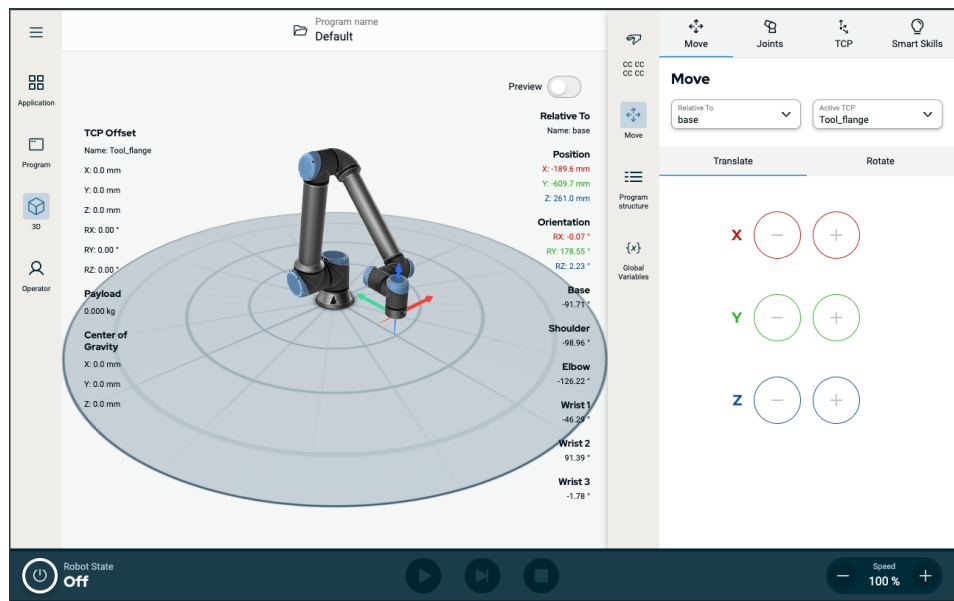 Program name
Default
Application
Program
3D
Operator
Preview
TCP Offset
Name: Tool_flange
X: 0.0 mm
Y: 0.0 mm
Z: 0.0 mm
RX: 0.00 °
RY: 0.00 °
RZ: 0.00 °
Payload
0.000 kg
Center of
Gravity
X: 0.0 mm
Y: 0.0 mm
Z: 0.0 mm
Relative To
Name: base
Position
X: -189.6 mm
Y: -609.7 mm
Z: 261.0 mm
Orientation
RX: -0.07 °
RY: 178.55 °
RZ: 2.23 °
Base
-91.71 °
Shoulder
-98.96 °
Elbow
-126.22 °
Wrist 1
-46.29 °
Wrist 2
91.39 °
Wrist 3
-1.78 °
CC CC
CC CC
Move
Program
structure
{x}
Global
Variables
Move
Joints
TCP
Smart Skills
Move
Relative To
base
Active TCP
Tool_flange
Translate
Rotate
X − +
Y − +
Z − +
Robot State
Off
Speed
− 100 % +